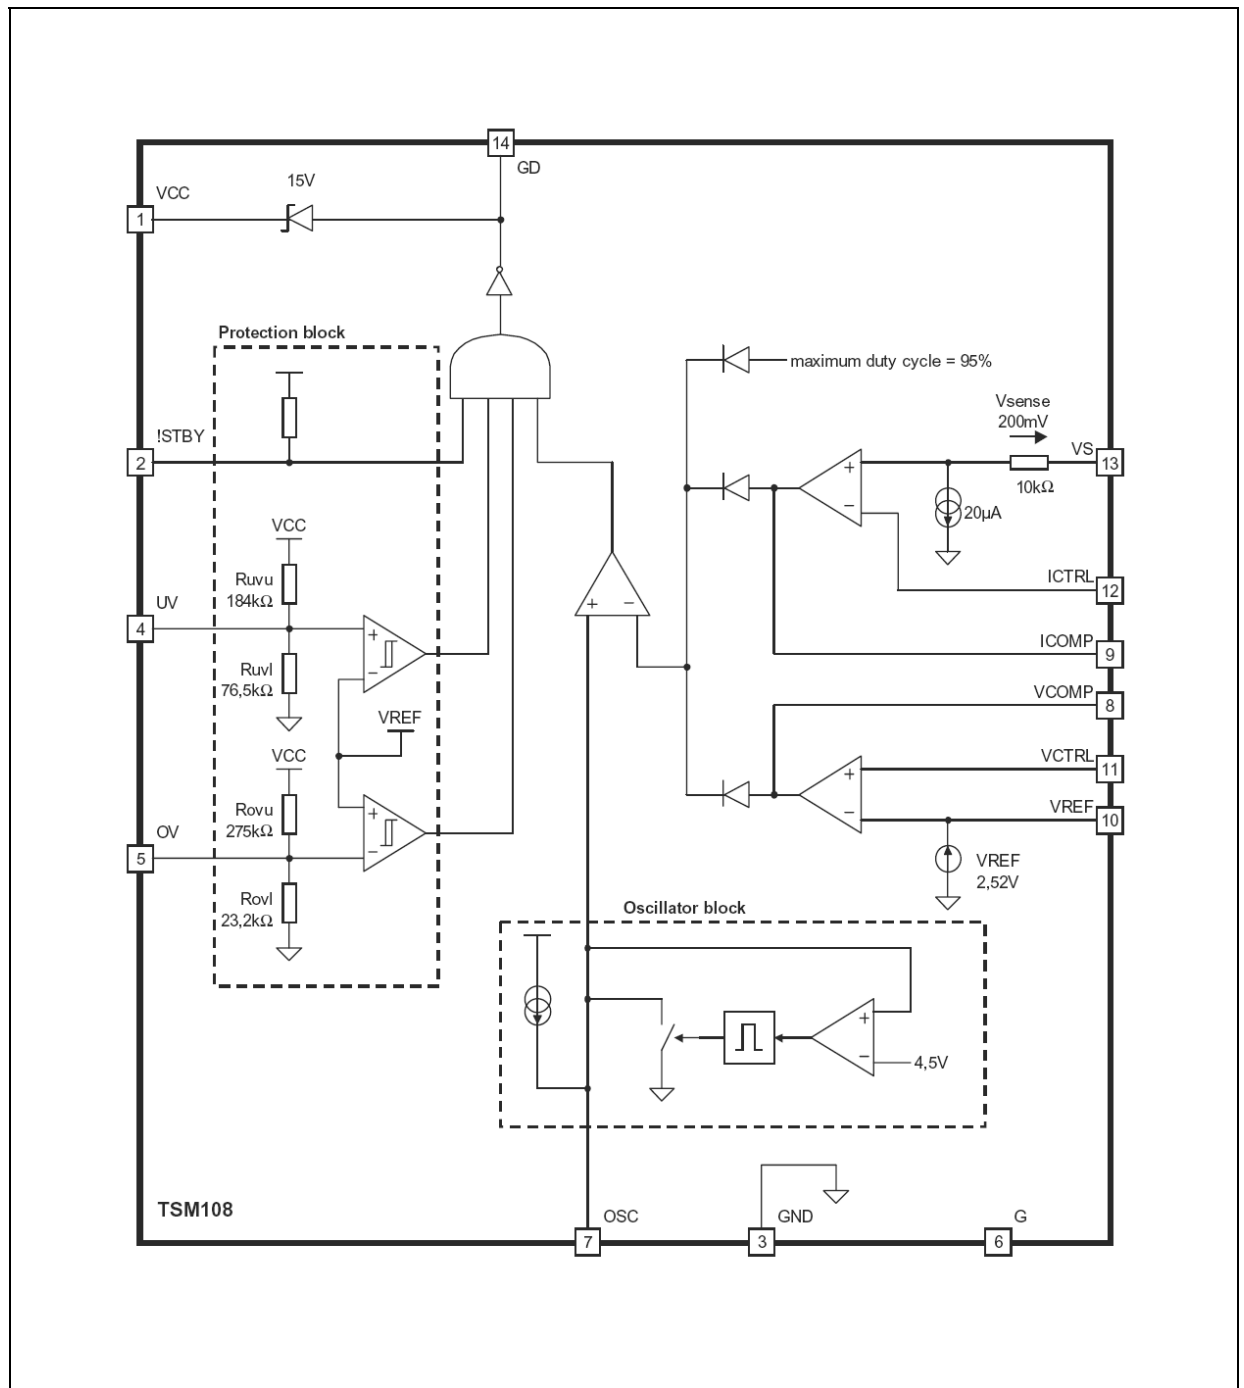 14
GD
15V
VCC
1
Protection block
maximum duty cycle = 95%
Vsense
200mV
!STBY
VS
2
13
+
−
10kΩ
20µA
VCC
Ruvu
184kΩ
ICTRL
12
UV
4
+
−
+
−
ICOMP
9
Ruvl
76,5kΩ
VCOMP
8
VREF
VCC
VCTRL
11
+
−
Rovu
275kΩ
VREF
10
+
−
OV
5
VREF
2,52V
Rovl
23,2kΩ
Oscillator block
+
−
4,5V
TSM108
OSC
GND
G
7
3
6